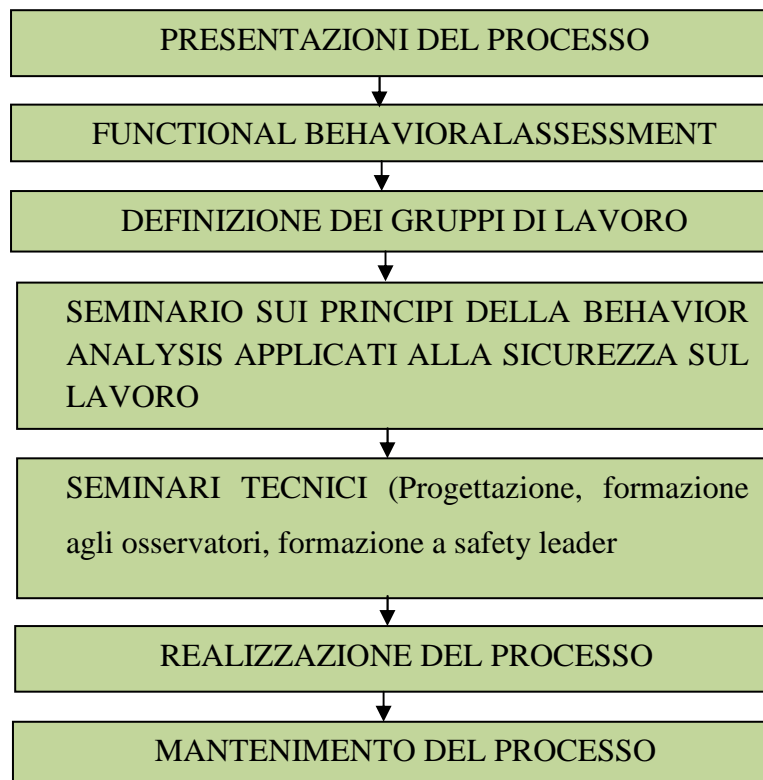 PRESENTAZIONI DEL PROCESSO
FUNCTIONAL BEHAVIORALASSESSMENT
DEFINIZIONE DEI GRUPPI DI LAVORO
SEMINARIO SUI PRINCIPI DELLA BEHAVIOR
ANALYSIS APPLICATI ALLA SICUREZZA SUL
LAVORO
SEMINARI TECNICI (Progettazione, formazione
agli osservatori, formazione a safety leader
REALIZZAZIONE DEL PROCESSO
MANTENIMENTO DEL PROCESSO